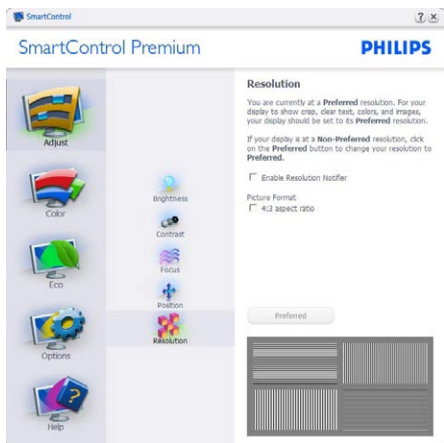 SmartControl
SmartControl Premium
PHILIPS
Adjust
Color
Eco
Options
Help
Brightness
Contrast
Focus
Position
Resolution
Resolution
You are currently at a Preferred resolution. For your
display to show crisp, clear text, colors, and images,
your display should be set to its Preferred resolution.
If your display is at a Non-Preferred resolution, click
on the Preferred button to change your resolution to
Preferred.
Enable Resolution Notifier
Picture Format
4:3 aspect ratio
Preferred